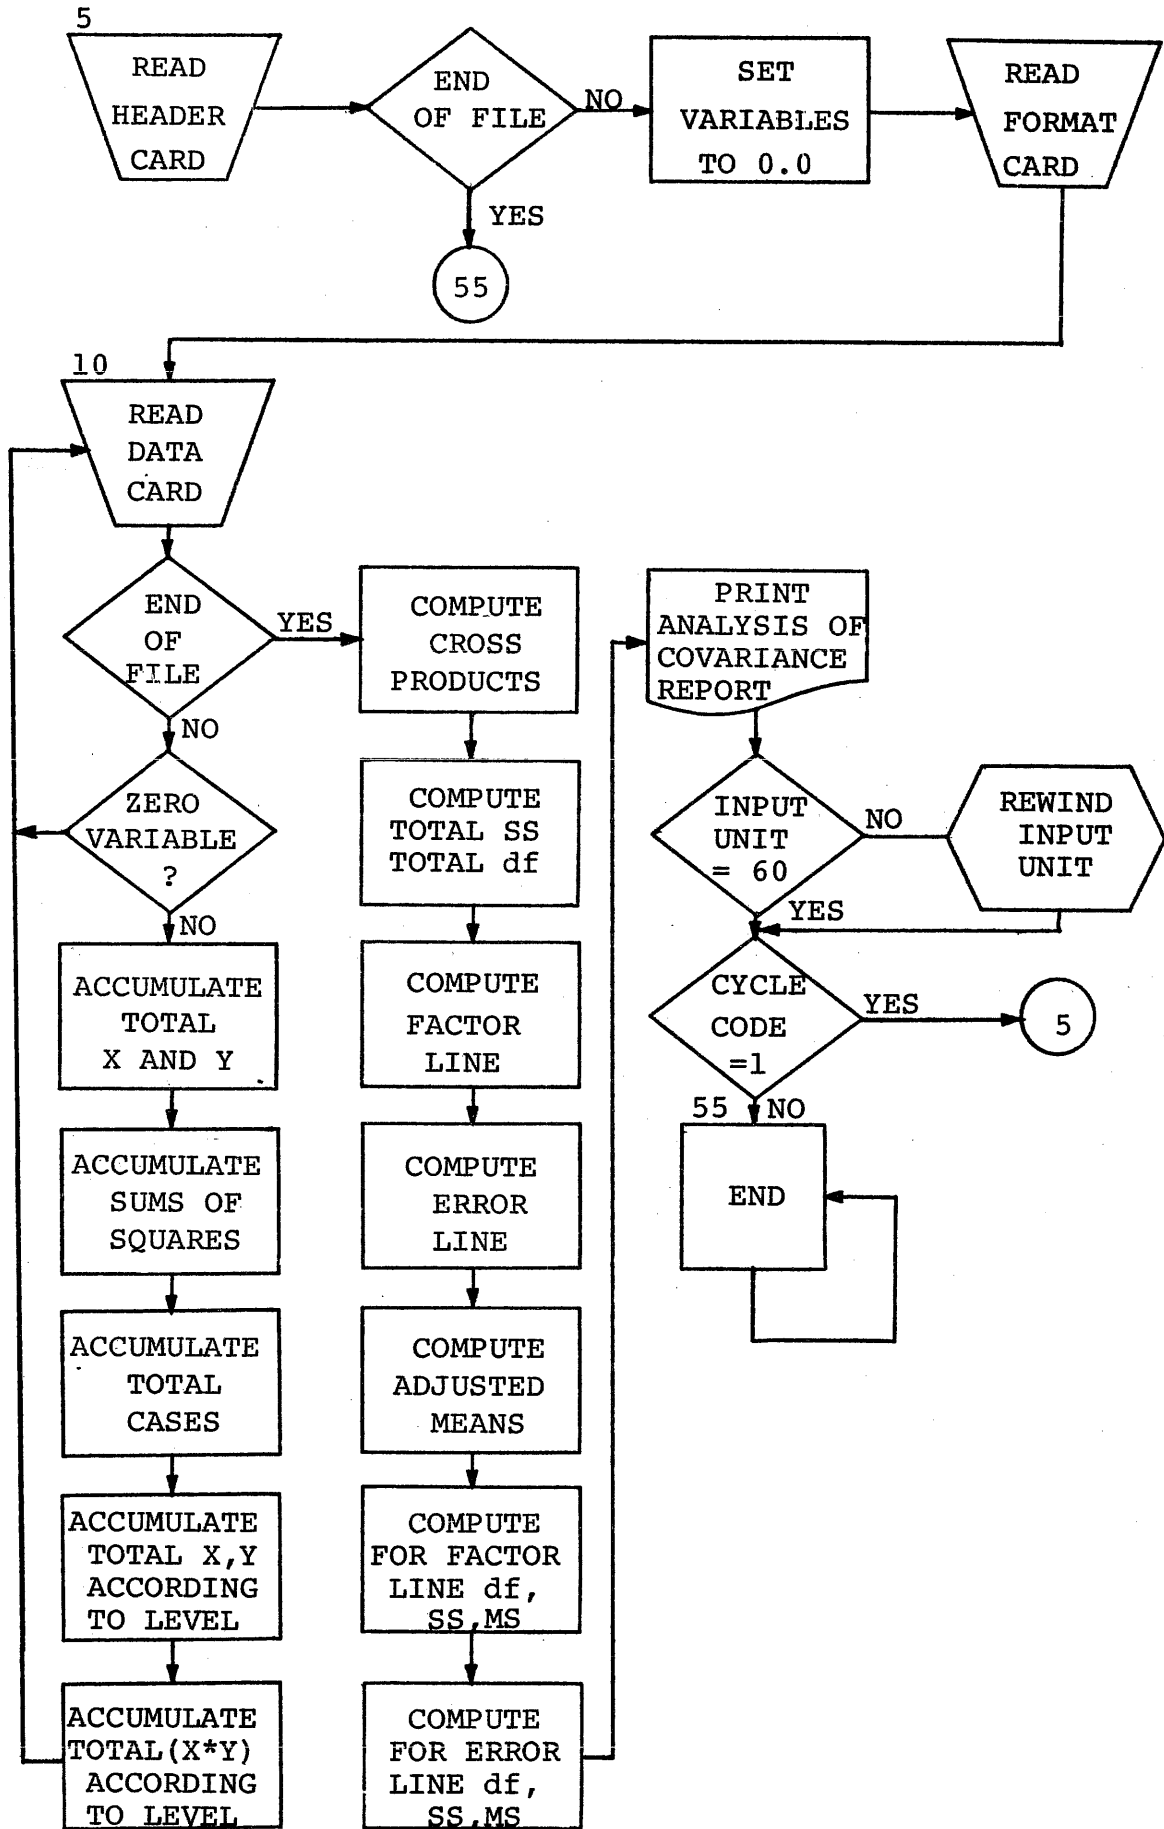 5
READ
HEADER
CARD
END
OF FILE
NO
YES
55
SET
VARIABLES
TO 0.0
READ
FORMAT
CARD
10
READ
DATA
CARD
END
OF
FILE
YES
NO
ZERO
VARIABLE
?
NO
ACCUMULATE
TOTAL
X AND Y
ACCUMULATE
SUMS OF
SQUARES
ACCUMULATE
TOTAL
CASES
ACCUMULATE
TOTAL X,Y
ACCORDING
TO LEVEL
ACCUMULATE
TOTAL(X*Y)
ACCORDING
TO LEVEL
COMPUTE
CROSS
PRODUCTS
COMPUTE
TOTAL SS
TOTAL df
COMPUTE
FACTOR
LINE
COMPUTE
ERROR
LINE
COMPUTE
ADJUSTED
MEANS
COMPUTE
FOR FACTOR
LINE df,
SS,MS
COMPUTE
FOR ERROR
LINE df,
SS,MS
PRINT
ANALYSIS OF
COVARIANCE
REPORT
INPUT
UNIT
= 60
NO
YES
REWIND
INPUT
UNIT
CYCLE
CODE
=1
YES
5
NO
55
END